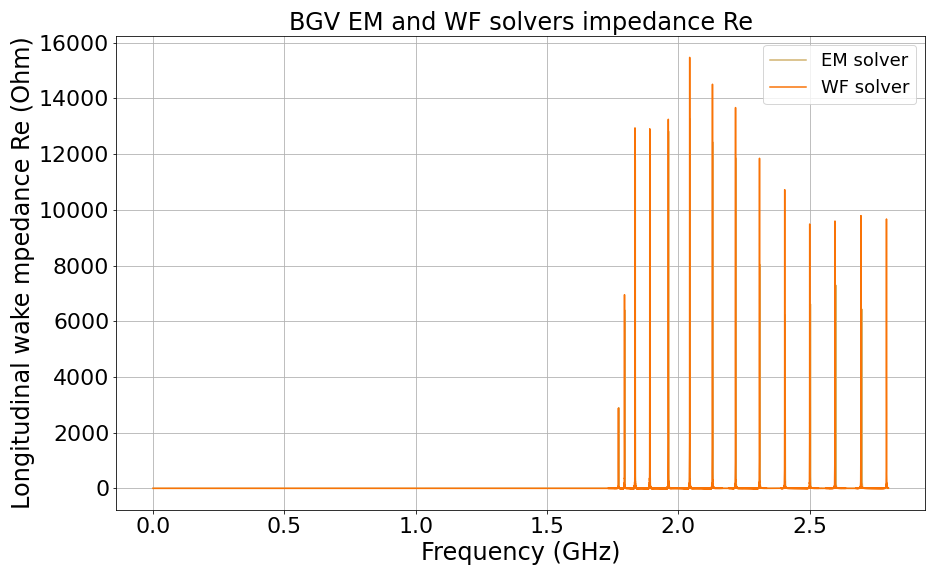 BGV EM and WF solvers impedance Re
16000
14000
12000
10000
8000
6000
4000
2000
0
Longitudinal wake mpedance Re (Ohm)
EM solver
WF solver
0.0 0.5 1.0 1.5 2.0 2.5
Frequency (GHz)